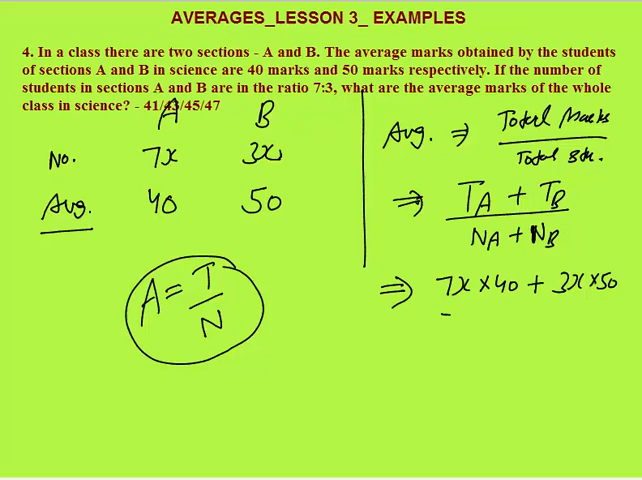 AVERAGES_LESSON 3_ EXAMPLES
4. In a class there are two sections - A and B. The average marks obtained by the students
of sections A and B in science are 40 marks and 50 marks respectively. If the number of
students in sections A and B are in the ratio 7:3, what are the average marks of the whole
class in science? - 41/43/45/47
A B
No. 7x 3x
Avg. 40 50
A = T
N
Avg. ⇒ Total Marks
Total Stu.
⇒ TA + TB
NA + NB
⇒ 7x × 40 + 3x × 50